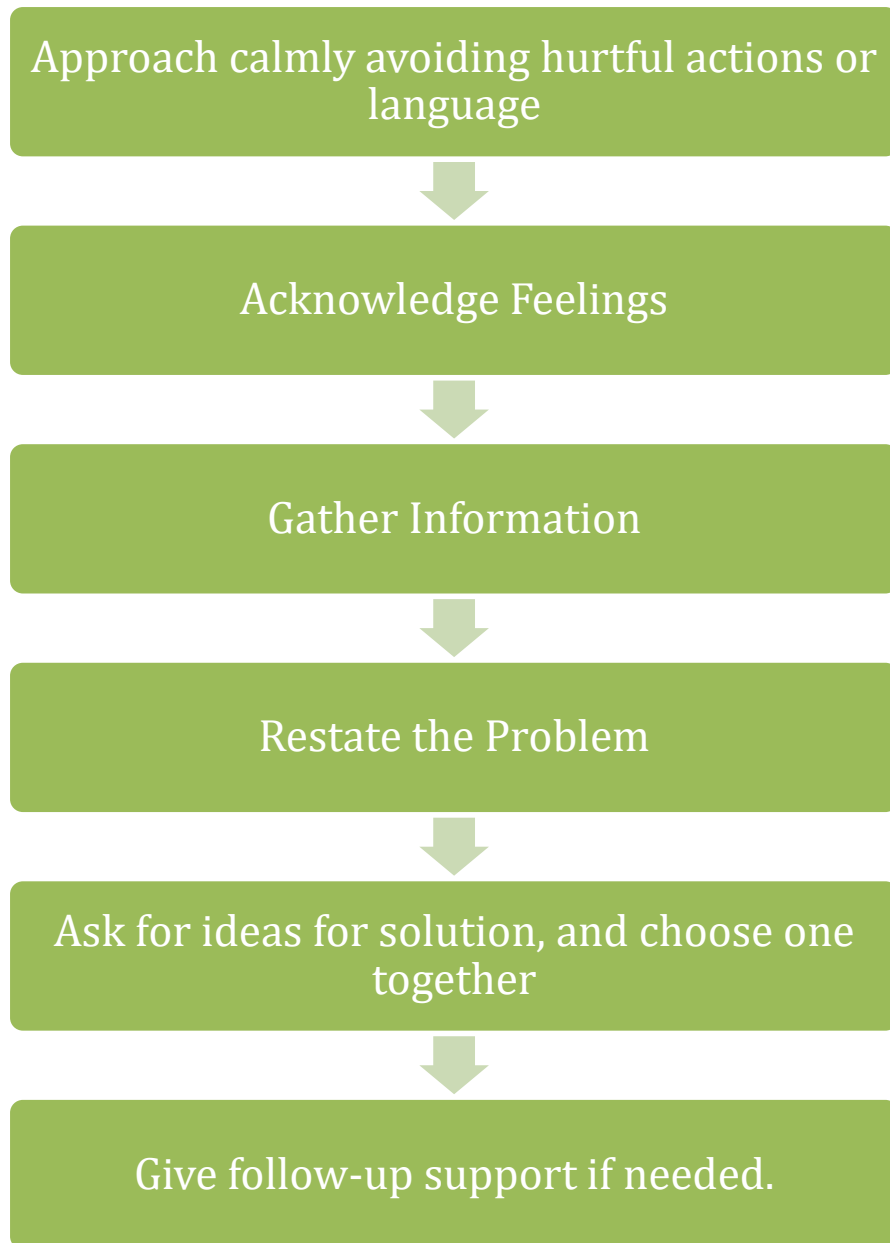 Approach calmly avoiding hurtful actions or
language
Acknowledge Feelings
Gather Information
Restate the Problem
Ask for ideas for solution, and choose one
together
Give follow-up support if needed.